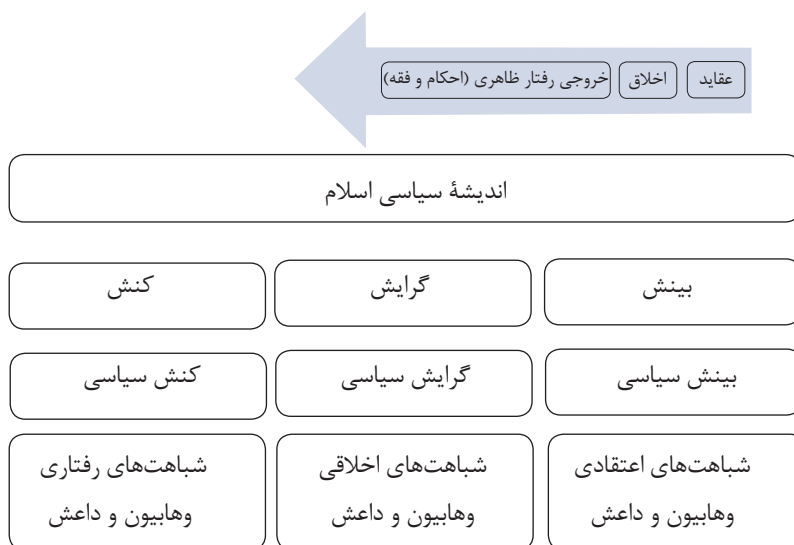 عقاید اخلاق خروجی رفتار ظاهری (احکام و فقه)
اندیشهٔ سیاسی اسلام
بینش گرایش کنش
بینش سیاسی گرایش سیاسی کنش سیاسی
شباهت‌های اعتقادی
وهابیون و داعش
شباهت‌های اخلاقی
وهابیون و داعش
شباهت‌های رفتاری
وهابیون و داعش